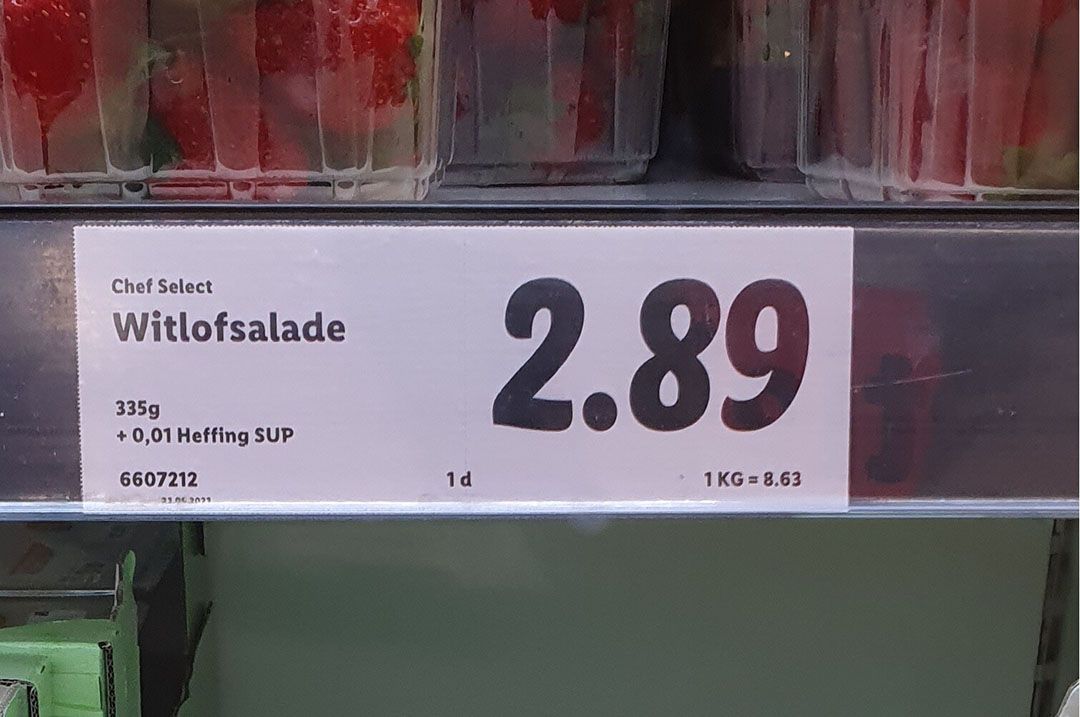 Chef Select
Witlofsalade
2.89
335g
+ 0,01 Heffing SUP
6607212
1 d
1 KG = 8.63